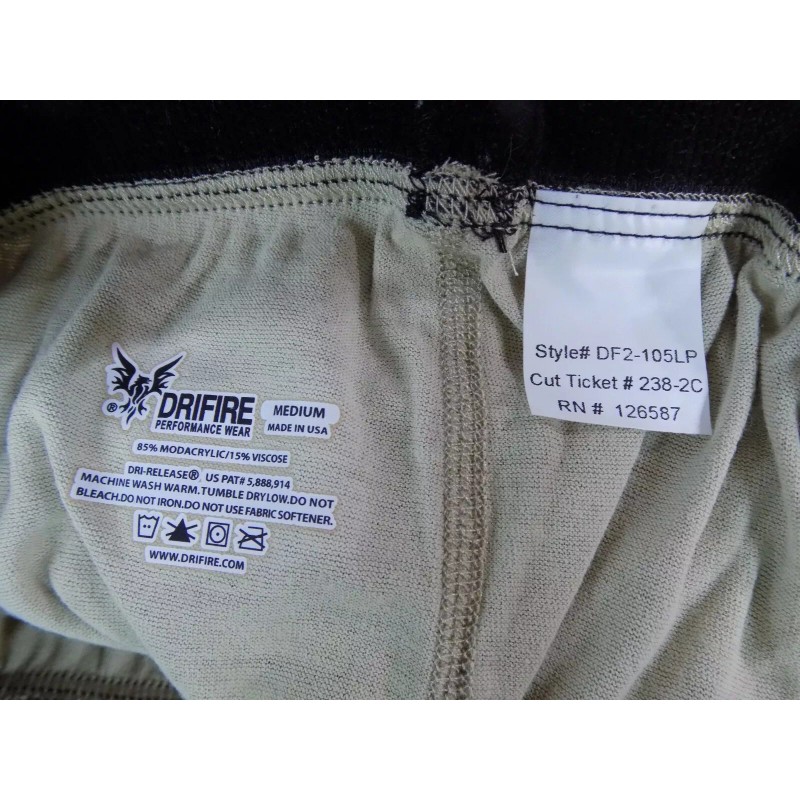 ® DRIFIRE
PERFORMANCE WEAR
MEDIUM
MADE IN USA
85% MODACRYLIC/15% VISCOSE
DRI-RELEASE® US PAT# 5,888,914
MACHINE WASH WARM.TUMBLE DRY LOW.DO NOT
BLEACH.DO NOT IRON.DO NOT USE FABRIC SOFTENER.
WWW.DRIFIRE.COM
Style# DF2-105LP
Cut Ticket # 238-2C
RN # 126587